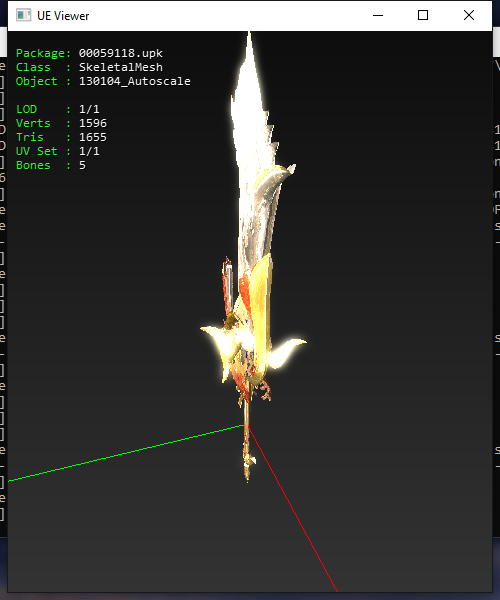 UE Viewer
Package: 00059118.upk
Class  : SkeletalMesh
Object : 130104_Autoscale
LOD    : 1/1
Verts  : 1596
Tris   : 1655
UV Set : 1/1
Bones  : 5